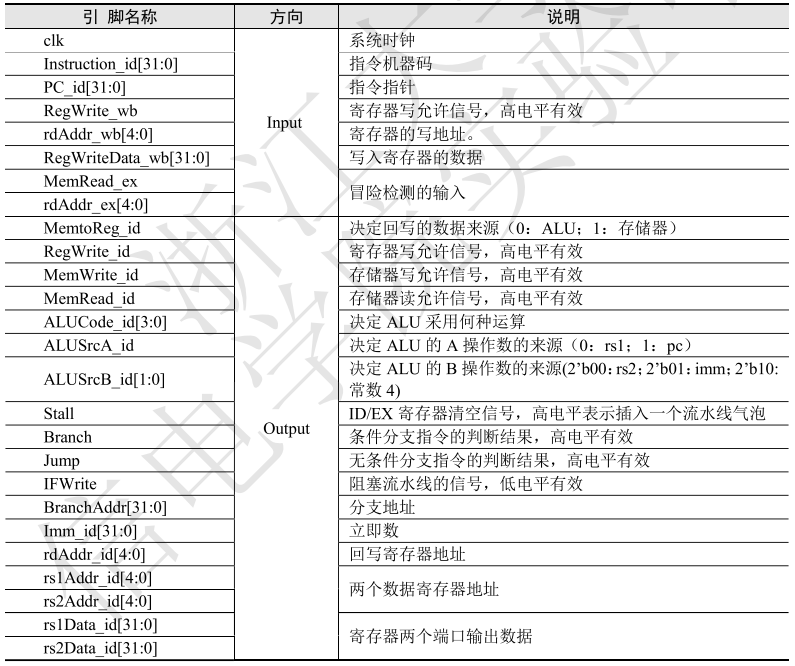 引 脚名称 方向 说明
clk 系统时钟
Instruction_id[31:0] 指令机器码
PC_id[31:0] 指令指针
RegWrite_wb 寄存器写允许信号，高电平有效
Input
rdAddr_wb[4:0] 寄存器的写地址。
RegWriteData_wb[31:0] 写入寄存器的数据
MemRead_ex
冒险检测的输入
rdAddr_ex[4:0]
MemtoReg_id 决定回写的数据来源（0：ALU；1：存储器）
RegWrite_id 寄存器写允许信号，高电平有效
MemWrite_id 存储器写允许信号，高电平有效
MemRead_id 存储器读允许信号，高电平有效
ALUCode_id[3:0] 决定 ALU 采用何种运算
ALUSrcA_id 决定 ALU 的 A 操作数的来源（0：rs1；1：pc）
ALUSrcB_id[1:0] 决定 ALU 的 B 操作数的来源(2’b00: rs2; 2’b01: imm; 2’b10:
常数 4)
Stall ID/EX 寄存器清空信号，高电平表示插入一个流水线气泡
Output
Branch 条件分支指令的判断结果，高电平有效
Jump 无条件分支指令的判断结果，高电平有效
IFWrite 阻塞流水线的信号，低电平有效
BranchAddr[31:0] 分支地址
Imm_id[31:0] 立即数
rdAddr_id[4:0] 回写寄存器地址
rs1Addr_id[4:0]
两个数据寄存器地址
rs2Addr_id[4:0]
rs1Data_id[31:0]
寄存器两个端口输出数据
rs2Data_id[31:0]